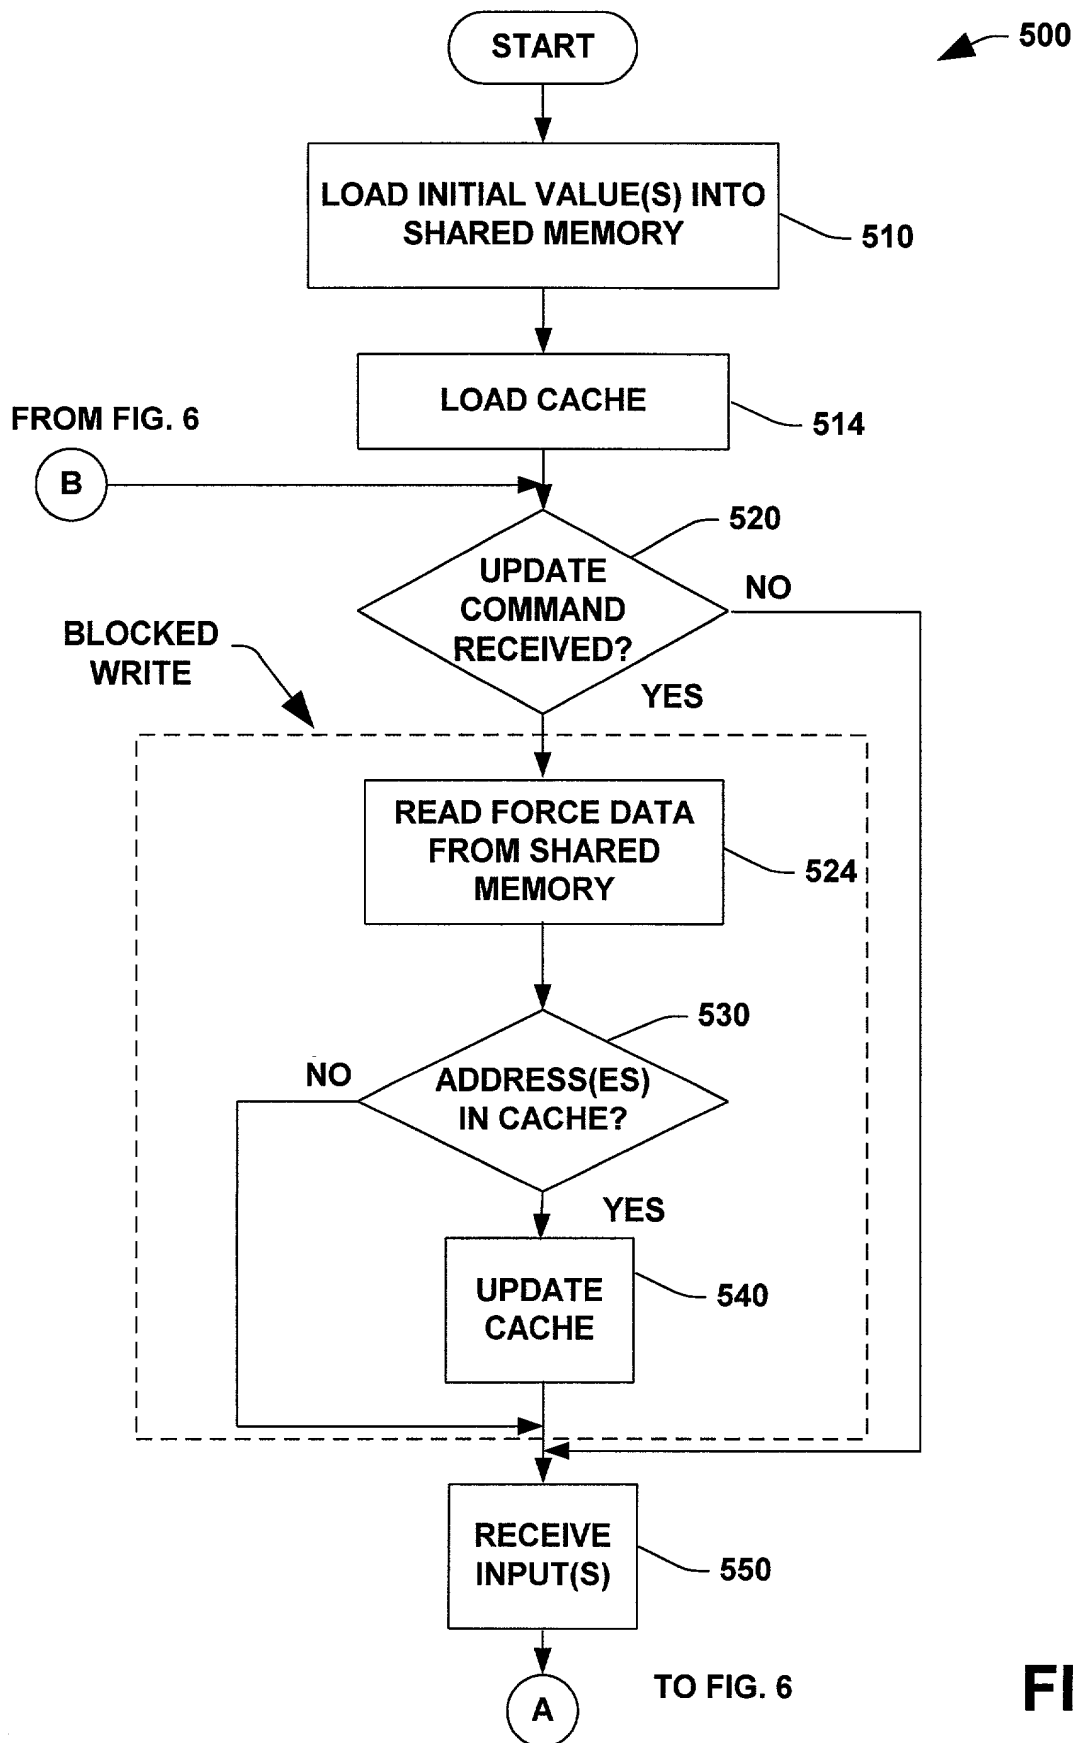 START
500
LOAD INITIAL VALUE(S) INTO
SHARED MEMORY
510
LOAD CACHE
514
FROM FIG. 6
B
520
UPDATE
COMMAND
RECEIVED?
NO
BLOCKED
WRITE
YES
READ FORCE DATA
FROM SHARED
MEMORY
524
530
NO
ADDRESS(ES)
IN CACHE?
YES
UPDATE
CACHE
540
RECEIVE
INPUT(S)
550
TO FIG. 6
A
FI